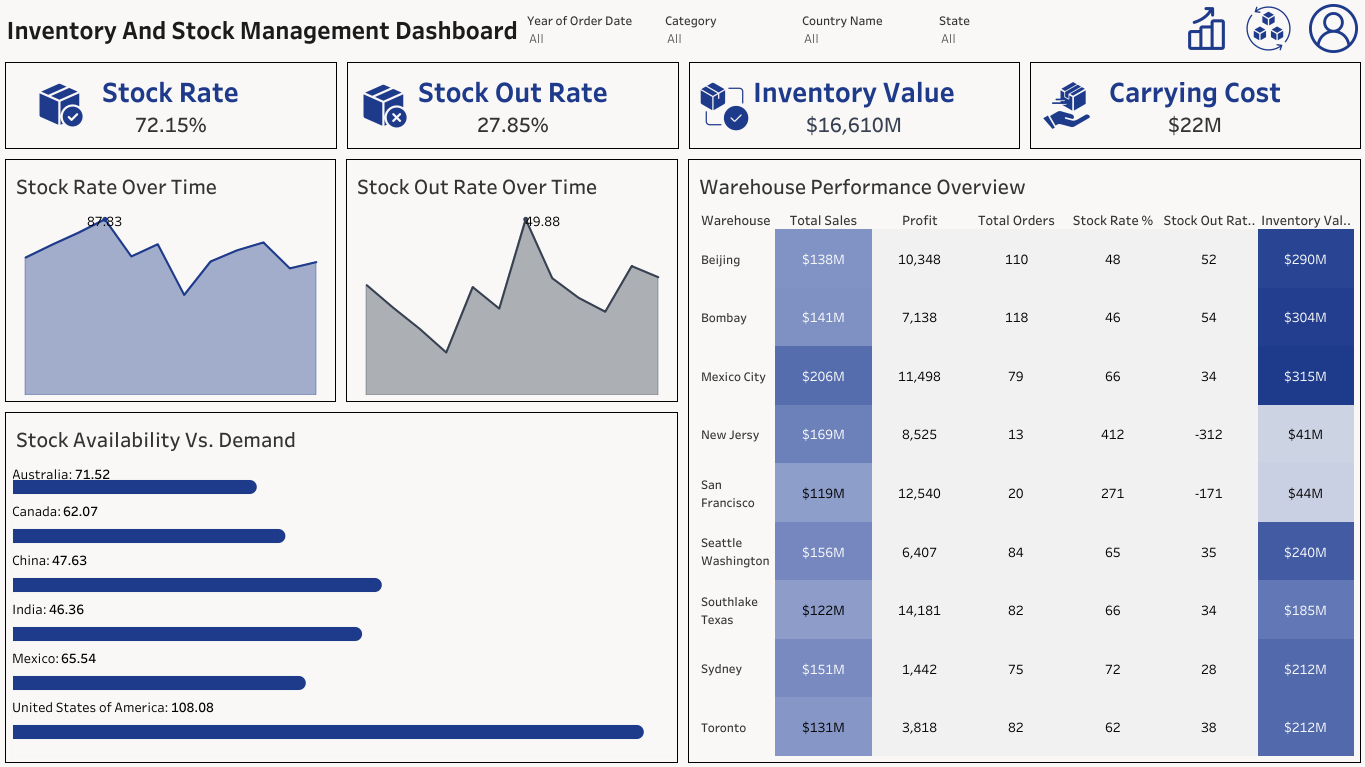 Inventory And Stock Management Dashboard
Year of Order Date
All
Category
All
Country Name
All
State
All
Stock Rate
72.15%
Stock Out Rate
27.85%
Inventory Value
$16,610M
Carrying Cost
$22M
Stock Rate Over Time
87.83
Stock Out Rate Over Time
49.88
Stock Availability Vs. Demand
Australia: 71.52
Canada: 62.07
China: 47.63
India: 46.36
Mexico: 65.54
United States of America: 108.08
Warehouse Performance Overview
Warehouse Total Sales Profit Total Orders Stock Rate % Stock Out Rat.. Inventory Val..
Beijing $138M 10,348 110 48 52 $290M
Bombay $141M 7,138 118 46 54 $304M
Mexico City $206M 11,498 79 66 34 $315M
New Jersy $169M 8,525 13 412 -312 $41M
San
Francisco $119M 12,540 20 271 -171 $44M
Seattle
Washington $156M 6,407 84 65 35 $240M
Southlake
Texas $122M 14,181 82 66 34 $185M
Sydney $151M 1,442 75 72 28 $212M
Toronto $131M 3,818 82 62 38 $212M